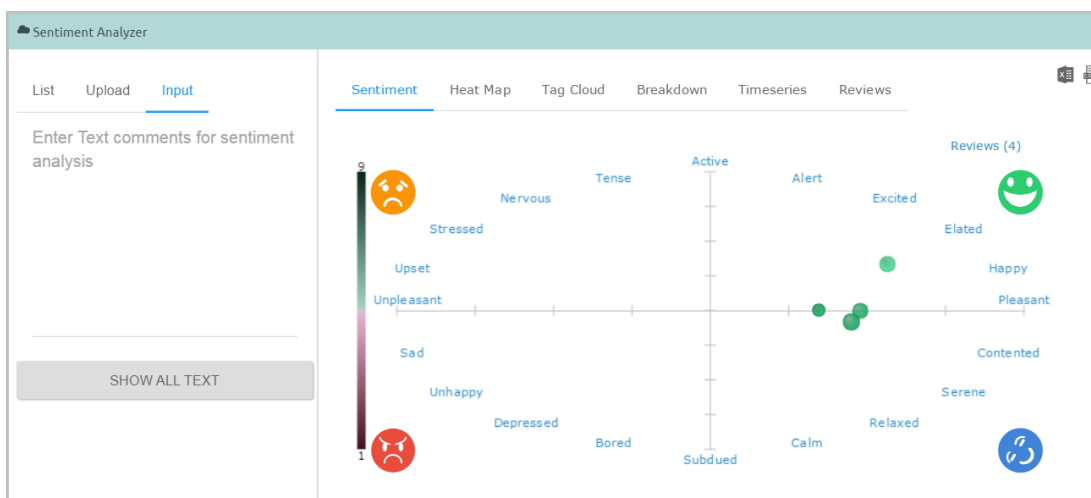 Sentiment Analyzer
List Upload Input
Enter Text comments for sentiment
analysis
SHOW ALL TEXT
Sentiment Heat Map Tag Cloud Breakdown Timeseries Reviews
Reviews (4)
9
Active
Tense
Alert
Nervous
Excited
Stressed
Elated
Upset
Happy
Unpleasant
Pleasant
Sad
Contented
Unhappy
Serene
Depressed
Relaxed
Bored
Calm
1
Subdued